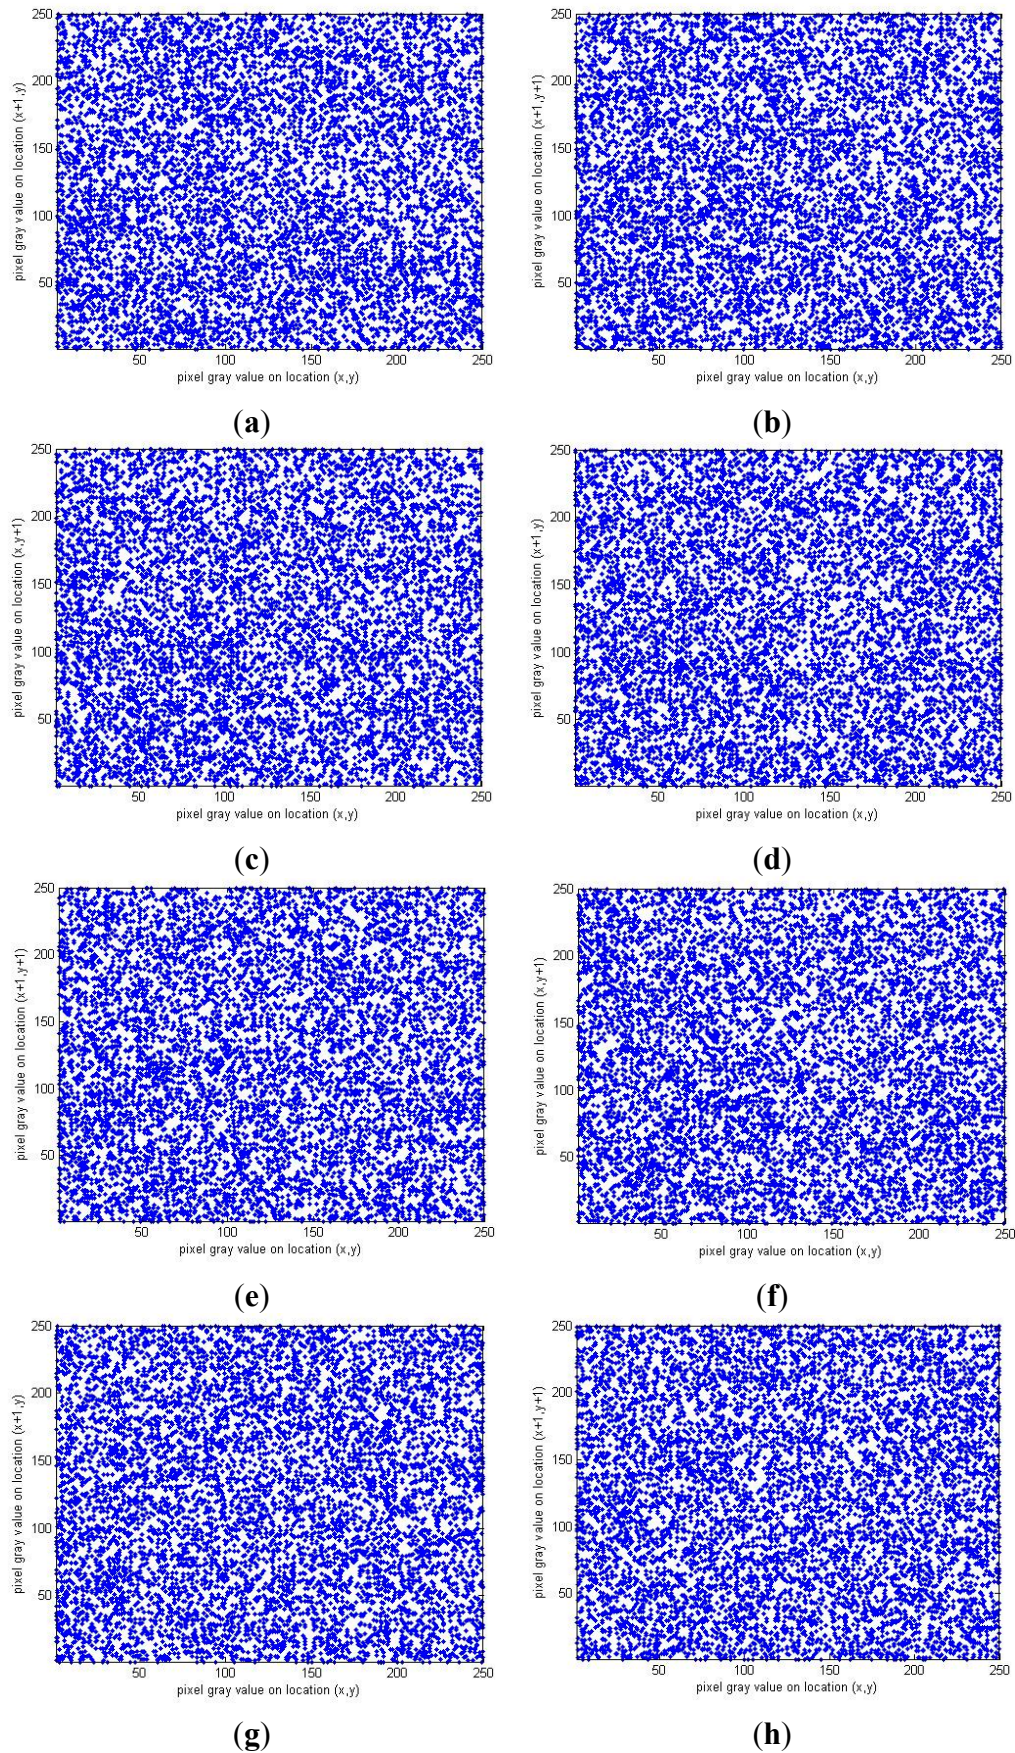 250
200
150
100
50
pixel gray value on location (x+1,y)
50 100 150 200 250
pixel gray value on location (x,y)
(a)
250
200
150
100
50
pixel gray value on location (x+1,y+1)
50 100 150 200 250
pixel gray value on location (x,y)
(b)
250
200
150
100
50
pixel gray value on location (x,y+1)
50 100 150 200 250
pixel gray value on location (x,y)
(c)
250
200
150
100
50
pixel gray value on location (x+1,y)
50 100 150 200 250
pixel gray value on location (x,y)
(d)
250
200
150
100
50
pixel gray value on location (x+1,y+1)
50 100 150 200 250
pixel gray value on location (x,y)
(e)
250
200
150
100
50
pixel gray value on location (x,y+1)
50 100 150 200 250
pixel gray value on location (x,y)
(f)
250
200
150
100
50
pixel gray value on location (x+1,y)
50 100 150 200 250
pixel gray value on location (x,y)
(g)
250
200
150
100
50
pixel gray value on location (x+1,y+1)
50 100 150 200 250
pixel gray value on location (x,y)
(h)